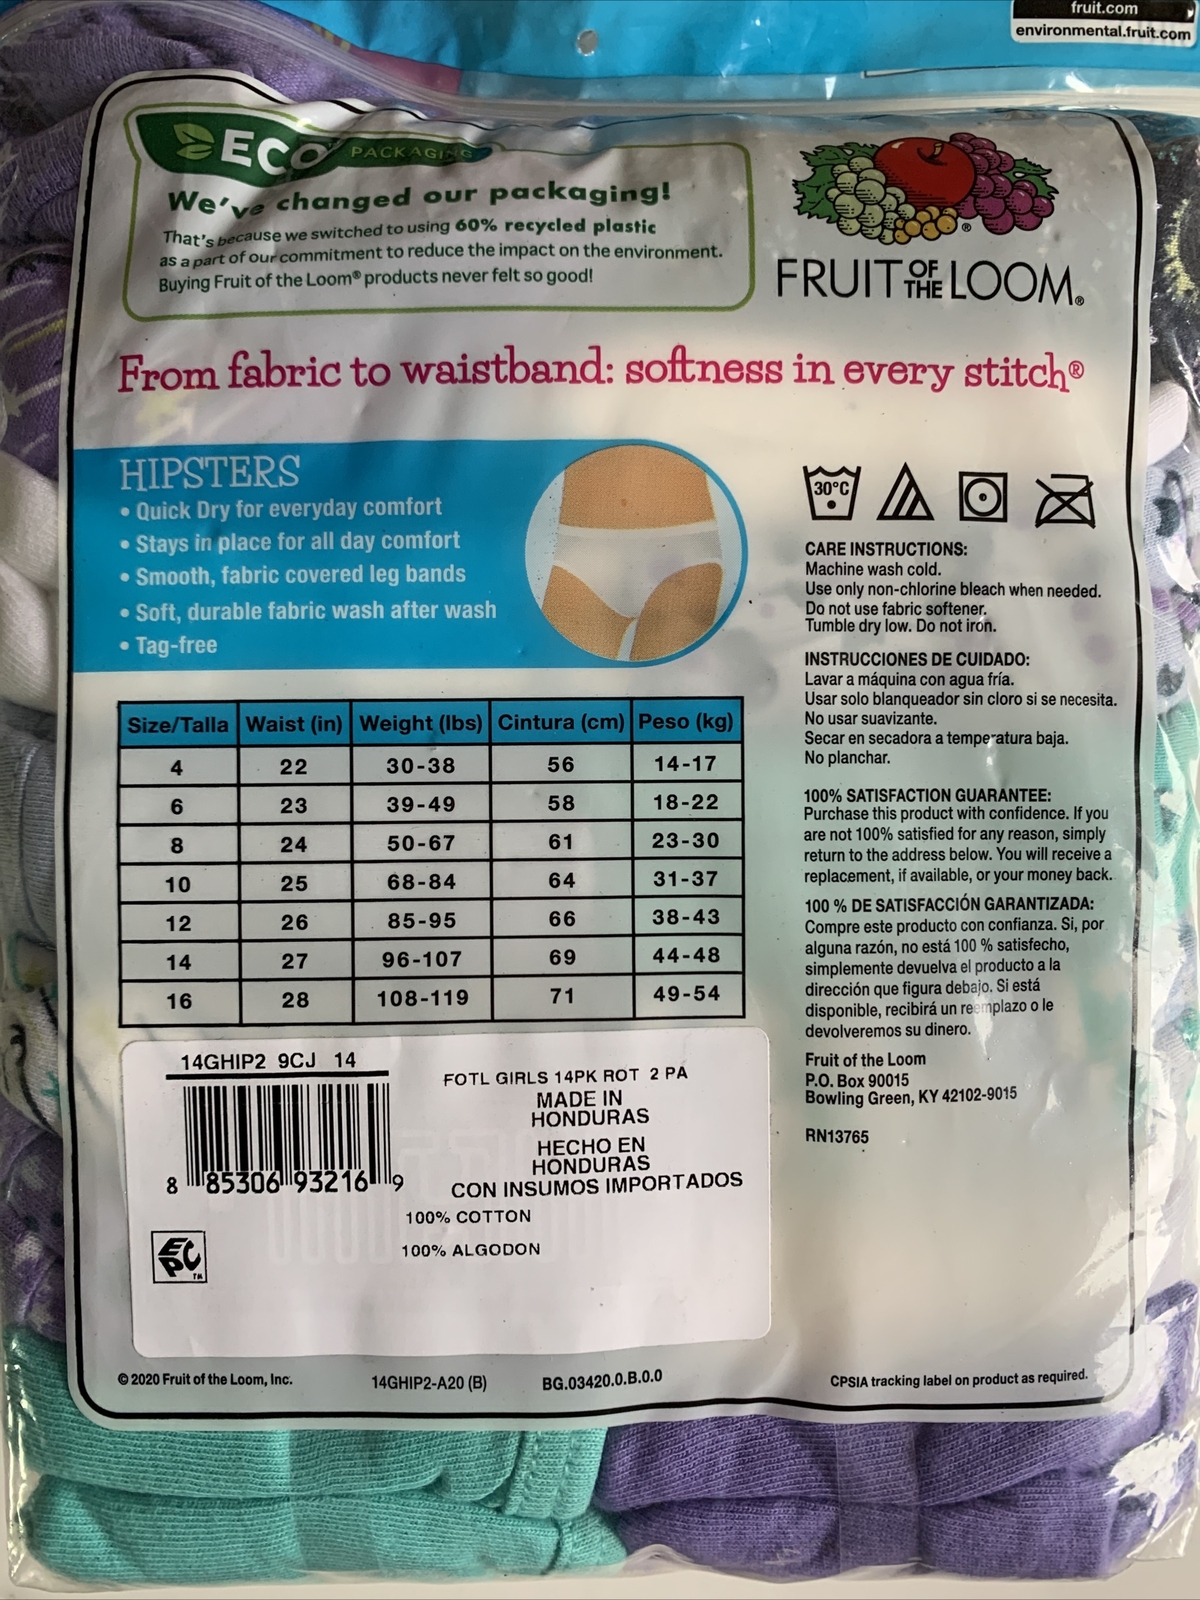 fruit.com
environmental.fruit.com
ECO PACKAGING
We've changed our packaging!
That's because we switched to using 60% recycled plastic
as a part of our commitment to reduce the impact on the environment.
Buying Fruit of the Loom® products never felt so good!
®
FRUIT OF THE LOOM®
From fabric to waistband: softness in every stitch®
HIPSTERS
• Quick Dry for everyday comfort
• Stays in place for all day comfort
• Smooth, fabric covered leg bands
• Soft, durable fabric wash after wash
• Tag-free
Size/Talla Waist (in) Weight (lbs) Cintura (cm) Peso (kg)
4 22 30-38 56 14-17
6 23 39-49 58 18-22
8 24 50-67 61 23-30
10 25 68-84 64 31-37
12 26 85-95 66 38-43
14 27 96-107 69 44-48
16 28 108-119 71 49-54
30°C
CARE INSTRUCTIONS:
Machine wash cold.
Use only non-chlorine bleach when needed.
Do not use fabric softener.
Tumble dry low. Do not iron.
INSTRUCCIONES DE CUIDADO:
Lavar a máquina con agua fría.
Usar solo blanqueador sin cloro si se necesita.
No usar suavizante.
Secar en secadora a temperatura baja.
No planchar.
100% SATISFACTION GUARANTEE:
Purchase this product with confidence. If you
are not 100% satisfied for any reason, simply
return to the address below. You will receive a
replacement, if available, or your money back.
100 % DE SATISFACCIÓN GARANTIZADA:
Compre este producto con confianza. Si, por
alguna razón, no está 100 % satisfecho,
simplemente devuelva el producto a la
dirección que figura debajo. Si está
disponible, recibirá un reemplazo o le
devolveremos su dinero.
Fruit of the Loom
P.O. Box 90015
Bowling Green, KY 42102-9015
RN13765
14GHIP2 9CJ 14
8 85306 93216 9
FOTL GIRLS 14PK ROT 2 PA
MADE IN
HONDURAS
HECHO EN
HONDURAS
CON INSUMOS IMPORTADOS
100% COTTON
100% ALGODON
EPC TM
© 2020 Fruit of the Loom, Inc.
14GHIP2-A20 (B)
BG.03420.0.B.0.0
CPSIA tracking label on product as required.